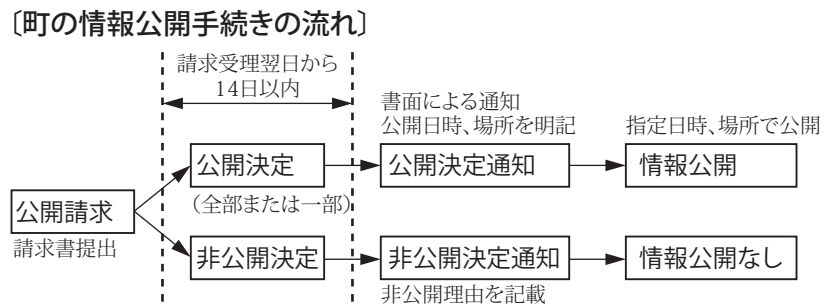 〔町の情報公開手続きの流れ〕
請求受理翌日から
14日以内
書面による通知
公開日時、場所を明記
指定日時、場所で公開
公開決定
公開決定通知
情報公開
(全部または一部)
公開請求
請求書提出
非公開決定
非公開決定通知
情報公開なし
非公開理由を記載